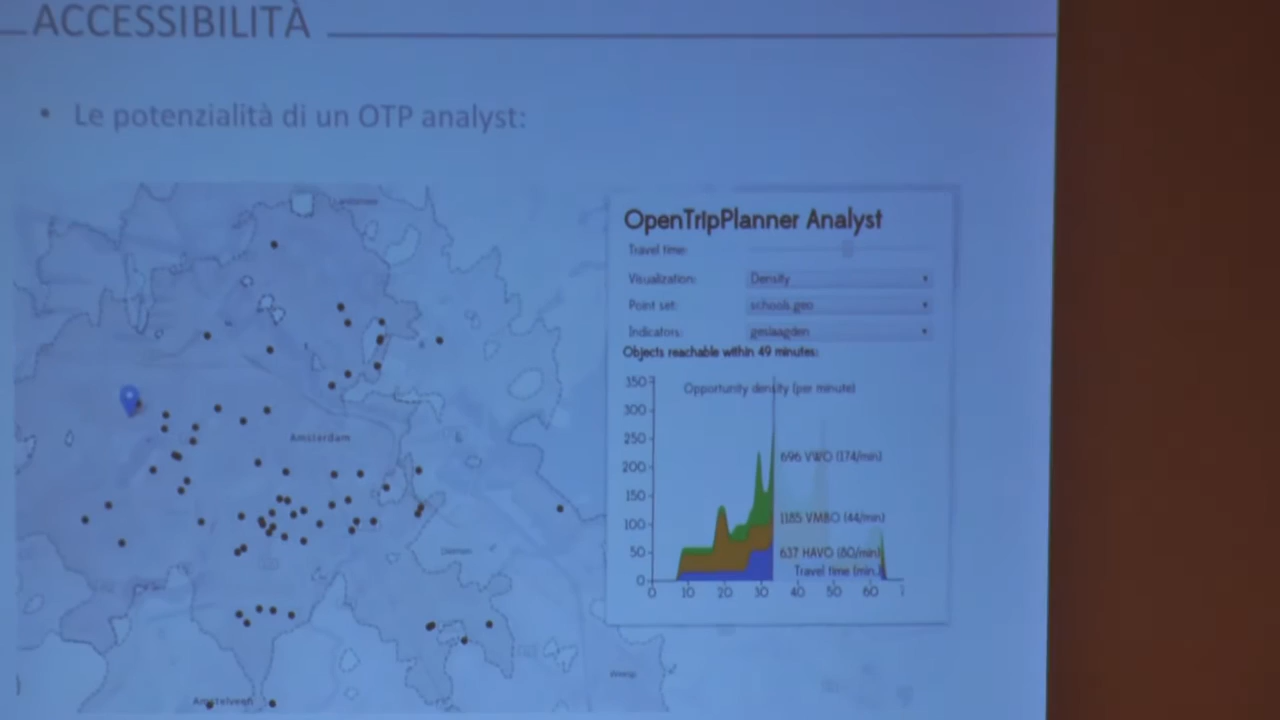 ACCESSIBILITÀ
• Le potenzialità di un OTP analyst:
OpenTripPlanner Analyst
Travel time:
Visualization: Density
Point set: schools.geo
Indicators: geslaagden
Objects reachable within 49 minutes:
Opportunity density (per minute)
350
300
250
200
150
100
50
0
696 VWO (174/min)
1185 VMBO (44/min)
637 HAVO (80/min)
Travel time (min.)
0 10 20 30 40 50 60
Amsterdam
Diemen
Weesp
Amstelveen